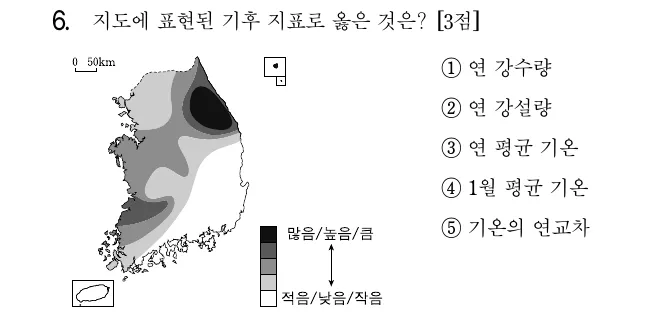 6. 지도에 표현된 기후 지표로 옳은 것은? [3점]
0 50km
① 연 강수량
② 연 강설량
③ 연 평균 기온
④ 1월 평균 기온
⑤ 기온의 연교차
많음/높음/큼
적음/낮음/작음